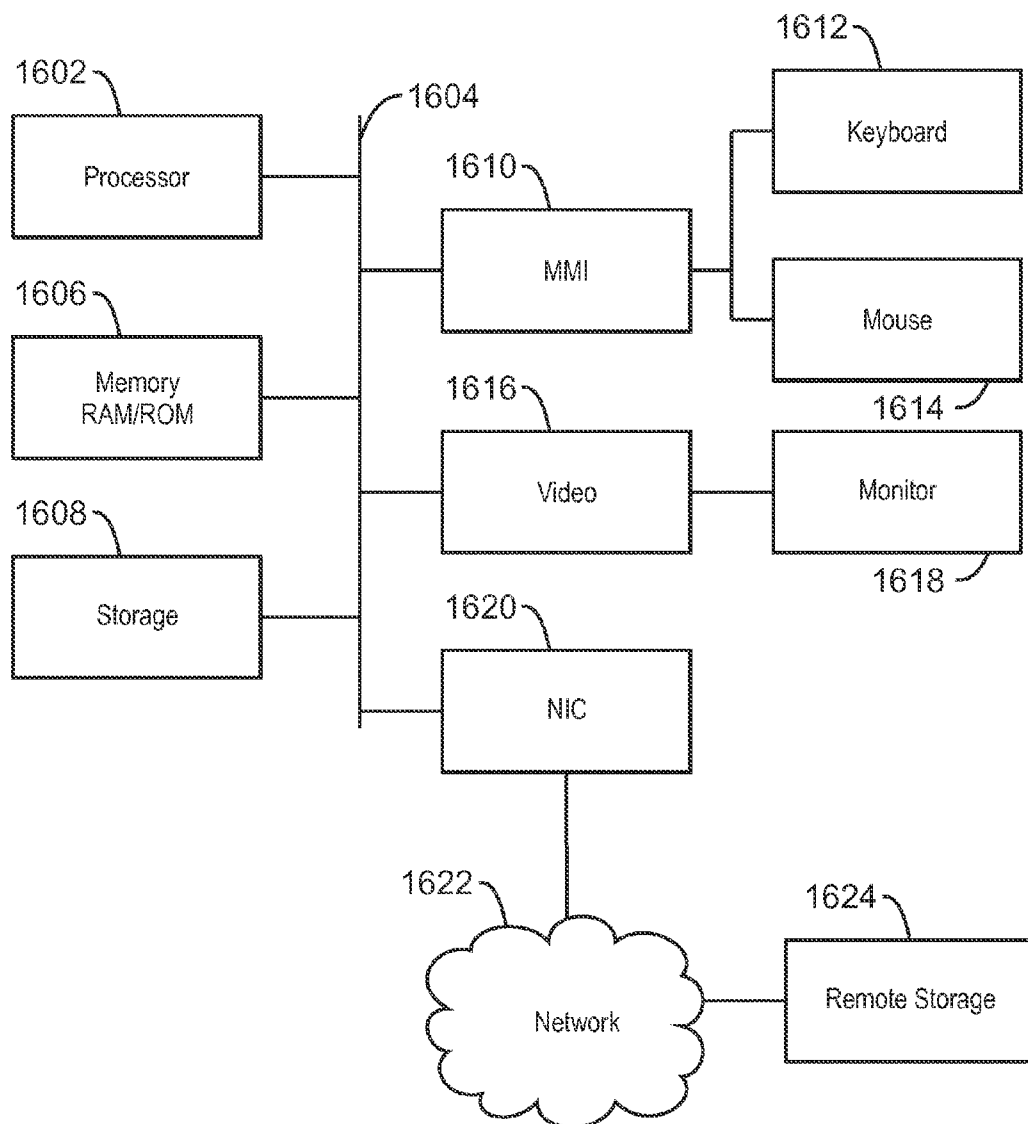 1612
1602
1604
Keyboard
Processor
1610
MMI
1606
Mouse
Memory
RAM/ROM
1616
1614
Video
Monitor
1608
1618
Storage
1620
NIC
1622
1624
Network
Remote Storage